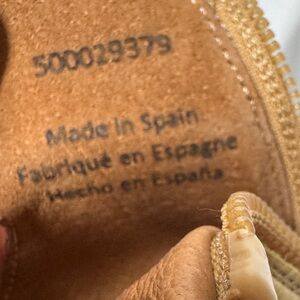 500029379
Made in Spain
Fabriqué en Espagne
Hecho en España